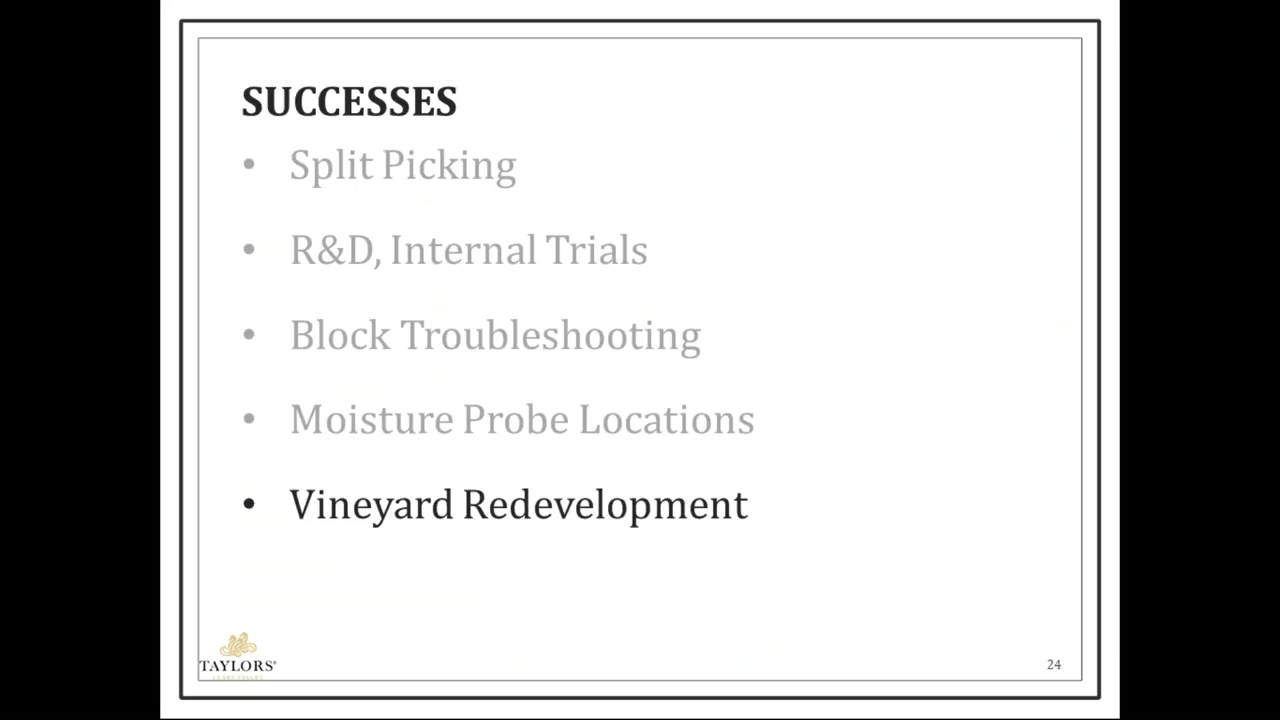 SUCCESSES
• Split Picking
• R&D, Internal Trials
• Block Troubleshooting
• Moisture Probe Locations
• Vineyard Redevelopment
TAYLORS®
24